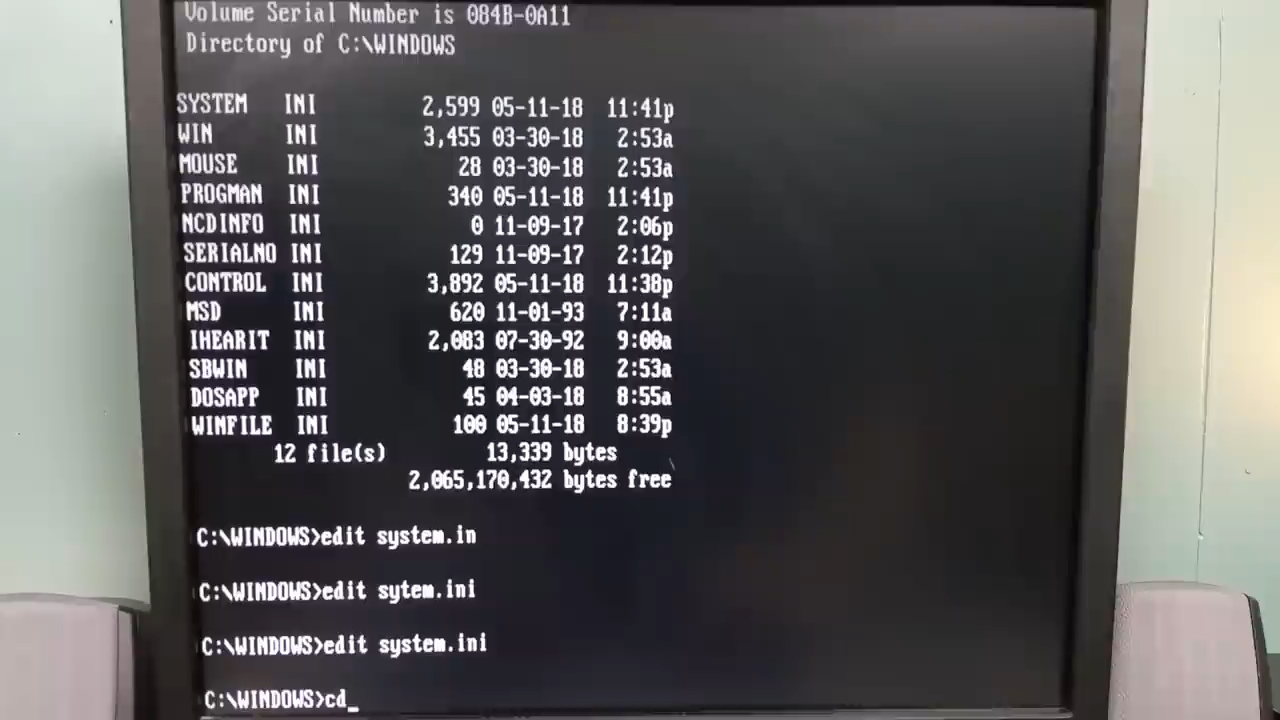 Volume Serial Number is 084B-0A11
Directory of C:\WINDOWS
SYSTEM INI 2,599 05-11-18 11:41p
WIN INI 3,455 03-30-18 2:53a
MOUSE INI 28 03-30-18 2:53a
PROGMAN INI 340 05-11-18 11:41p
NCDINFO INI 0 11-09-17 2:06p
SERIALNO INI 129 11-09-17 2:12p
CONTROL INI 3,892 05-11-18 11:38p
MSD INI 620 11-01-93 7:11a
IHEARIT INI 2,083 07-30-92 9:00a
SBWIN INI 48 03-30-18 2:53a
DOSAPP INI 45 04-03-18 8:55a
WINFILE INI 100 05-11-18 8:39p
12 file(s) 13,339 bytes
2,065,170,432 bytes free
C:\WINDOWS>edit system.in
C:\WINDOWS>edit sytem.ini
C:\WINDOWS>edit system.ini
C:\WINDOWS>cd_